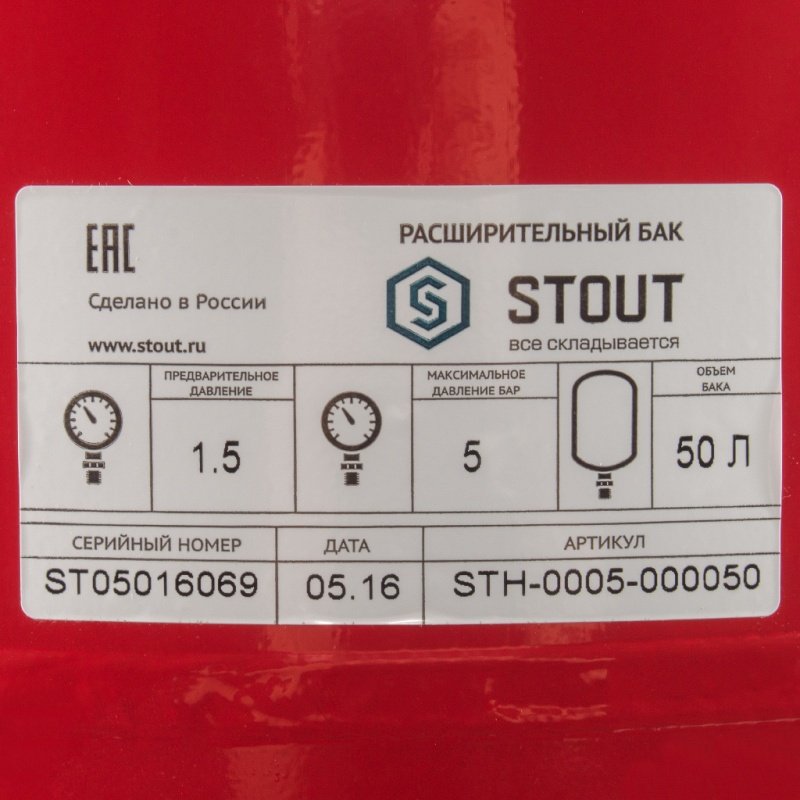 EAC
Сделано в России
www.stout.ru
РАСШИРИТЕЛЬНЫЙ БАК
S STOUT
все складывается
ПРЕДВАРИТЕЛЬНОЕ
ДАВЛЕНИЕ
1.5
МАКСИМАЛЬНОЕ
ДАВЛЕНИЕ БАР
5
ОБЪЕМ
БАКА
50 Л
СЕРИЙНЫЙ НОМЕР
ST05016069
ДАТА
05.16
АРТИКУЛ
STH-0005-000050